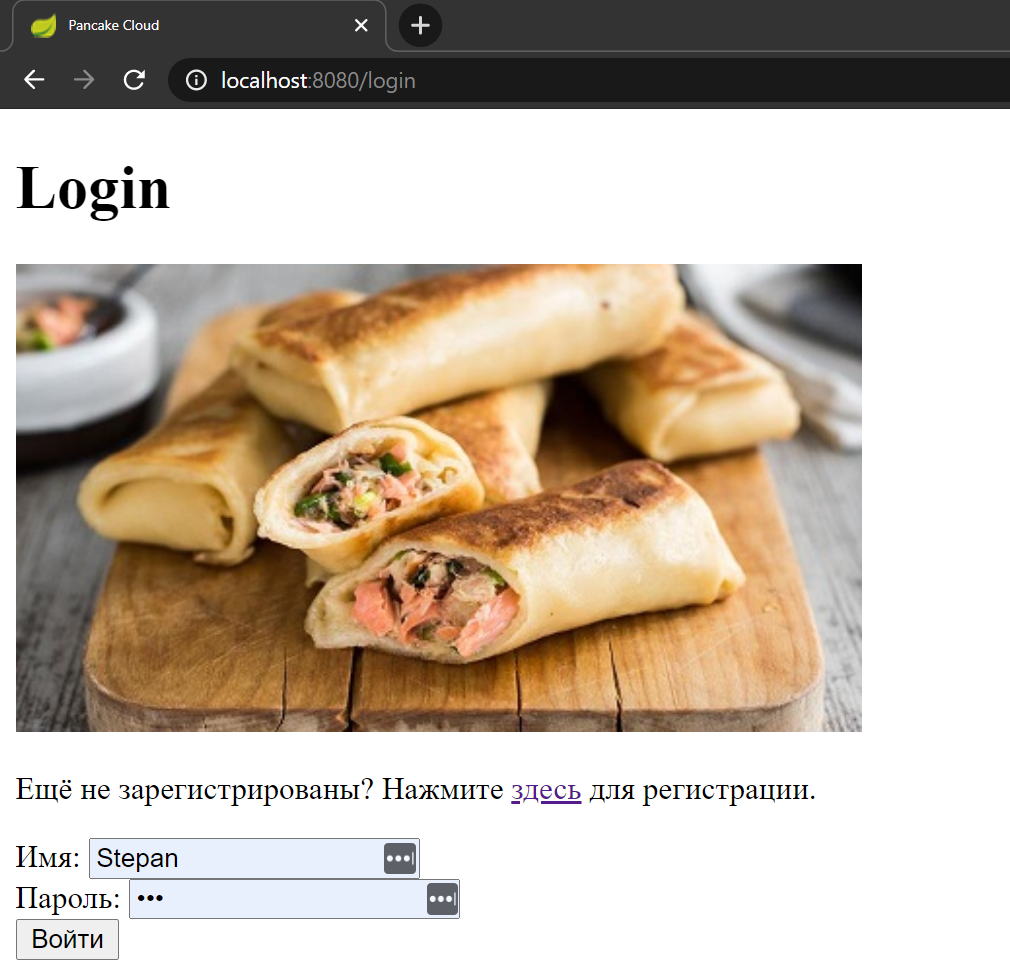 Pancake Cloud
localhost:8080/login
Login
Ещё не зарегистрированы? Нажмите здесь для регистрации.
Имя: Stepan
Пароль: •••
Войти